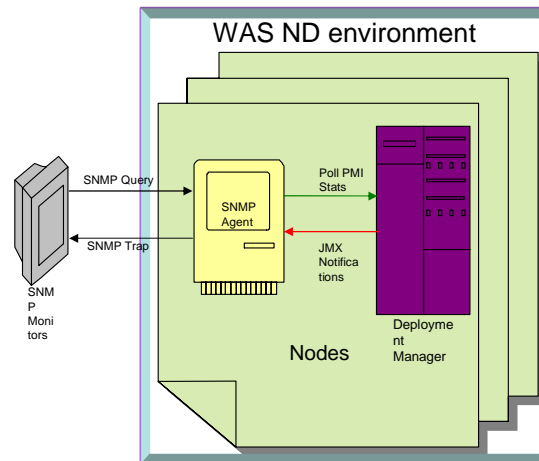 WAS ND environment
SNMP Query
SNMP Trap
SNM
P
Moni
tors
SNMP
Agent
Poll PMI
Stats
JMX
Notifica
tions
Deployme
nt
Manager
Nodes